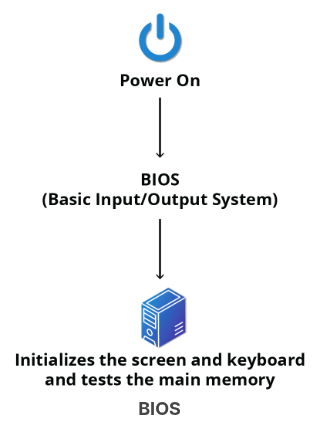 Power On
BIOS
(Basic Input/Output System)
Initializes the screen and keyboard
and tests the main memory
BIOS